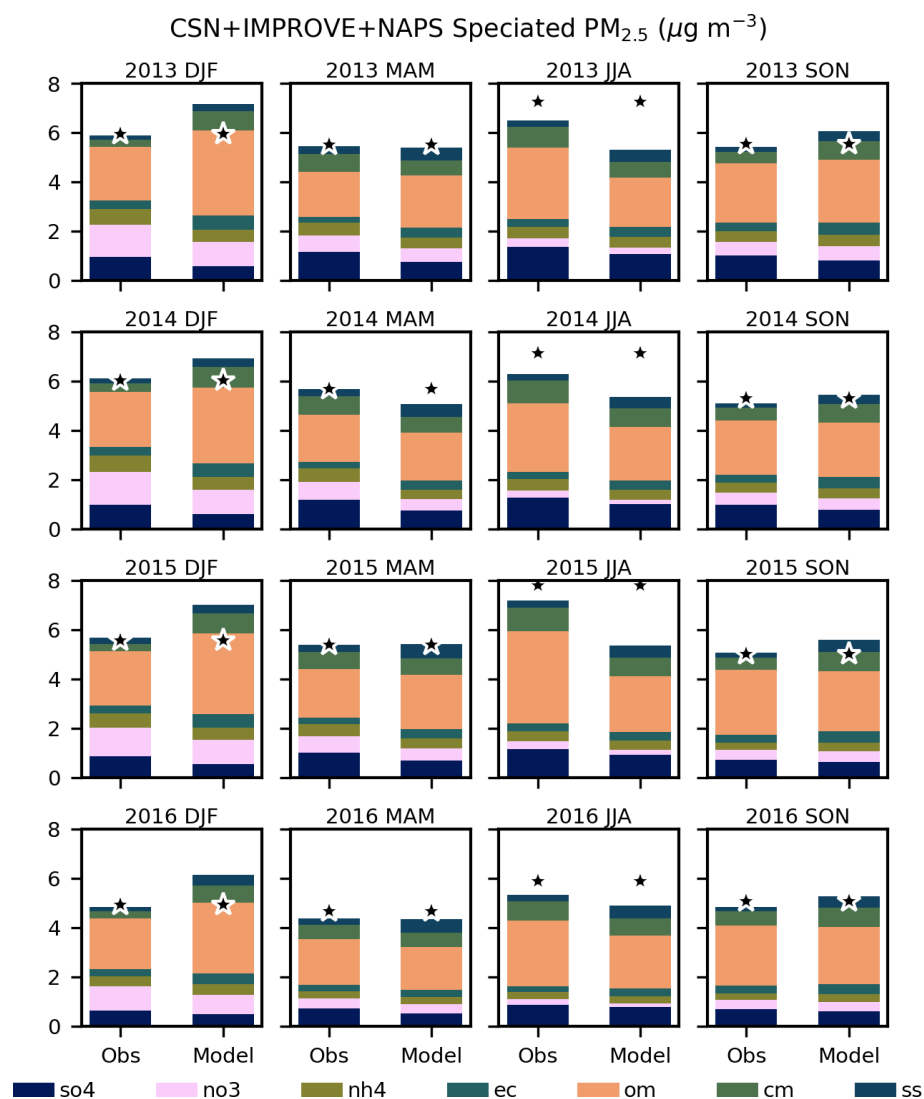 CSN+IMPROVE+NAPS Speciated PM2.5 (μg m−3)
2013 DJF 2013 MAM 2013 JJA 2013 SON
8
6
4
2
0
2014 DJF 2014 MAM 2014 JJA 2014 SON
8
6
4
2
0
2015 DJF 2015 MAM 2015 JJA 2015 SON
8
6
4
2
0
2016 DJF 2016 MAM 2016 JJA 2016 SON
8
6
4
2
0
Obs Model Obs Model Obs Model Obs Model
so4 no3 nh4 ec om cm ss